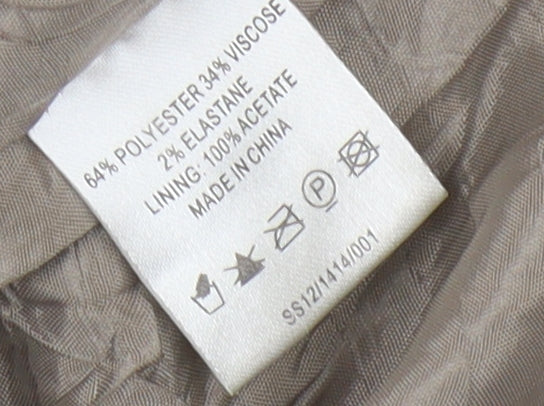 64% POLYESTER 34% VISCOSE
2% ELASTANE
LINING: 100% ACETATE
MADE IN CHINA
P
SS12/1414/001